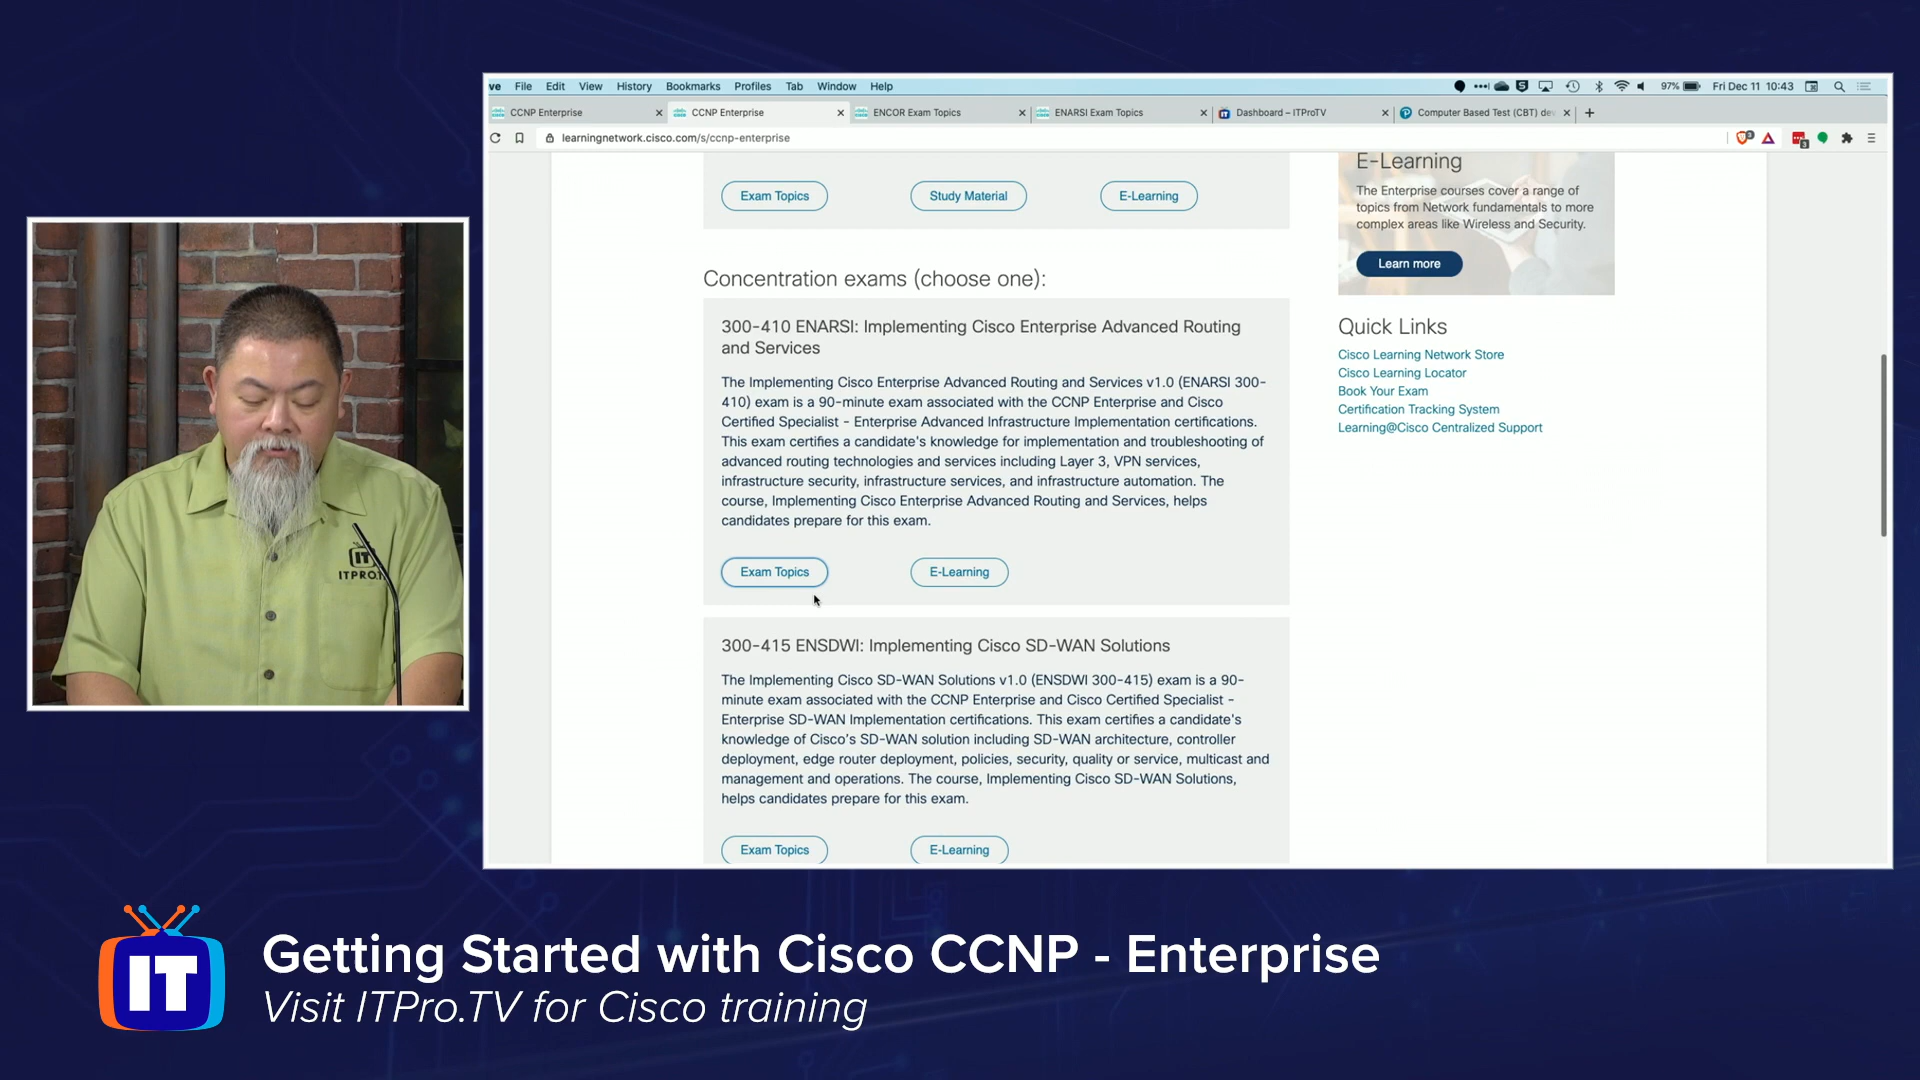 ve File Edit View History Bookmarks Profiles Tab Window Help
97% Fri Dec 11 10:43
CCNP Enterprise
CCNP Enterprise
ENCOR Exam Topics
ENARSI Exam Topics
Dashboard – ITProTV
Computer Based Test (CBT) dev
learningnetwork.cisco.com/s/ccnp-enterprise
Exam Topics
Study Material
E-Learning
Concentration exams (choose one):
300-410 ENARSI: Implementing Cisco Enterprise Advanced Routing
and Services
The Implementing Cisco Enterprise Advanced Routing and Services v1.0 (ENARSI 300-
410) exam is a 90-minute exam associated with the CCNP Enterprise and Cisco
Certified Specialist - Enterprise Advanced Infrastructure Implementation certifications.
This exam certifies a candidate's knowledge for implementation and troubleshooting of
advanced routing technologies and services including Layer 3, VPN services,
infrastructure security, infrastructure services, and infrastructure automation. The
course, Implementing Cisco Enterprise Advanced Routing and Services, helps
candidates prepare for this exam.
Exam Topics
E-Learning
300-415 ENSDWI: Implementing Cisco SD-WAN Solutions
The Implementing Cisco SD-WAN Solutions v1.0 (ENSDWI 300-415) exam is a 90-
minute exam associated with the CCNP Enterprise and Cisco Certified Specialist -
Enterprise SD-WAN Implementation certifications. This exam certifies a candidate's
knowledge of Cisco's SD-WAN solution including SD-WAN architecture, controller
deployment, edge router deployment, policies, security, quality or service, multicast and
management and operations. The course, Implementing Cisco SD-WAN Solutions,
helps candidates prepare for this exam.
Exam Topics
E-Learning
E-Learning
The Enterprise courses cover a range of
topics from Network fundamentals to more
complex areas like Wireless and Security.
Learn more
Quick Links
Cisco Learning Network Store
Cisco Learning Locator
Book Your Exam
Certification Tracking System
Learning@Cisco Centralized Support
IT
ITPRO.T
IT
Getting Started with Cisco CCNP - Enterprise
Visit ITPro.TV for Cisco training